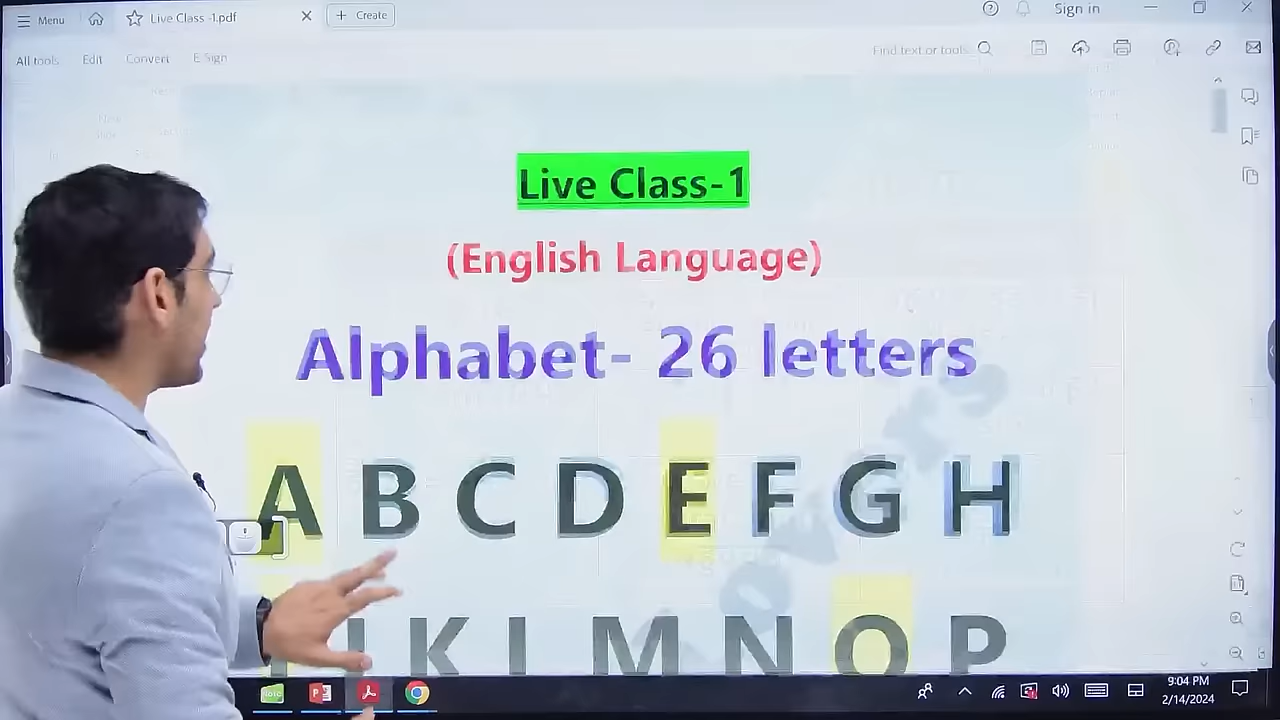 Menu
Live Class -1.pdf
Create
Sign in
All tools
Edit
Convert
E Sign
Find text or tools
Live Class-1
(English Language)
Alphabet- 26 letters
A B C D E F G H
J K L M N O P
9:04 PM
2/14/2024